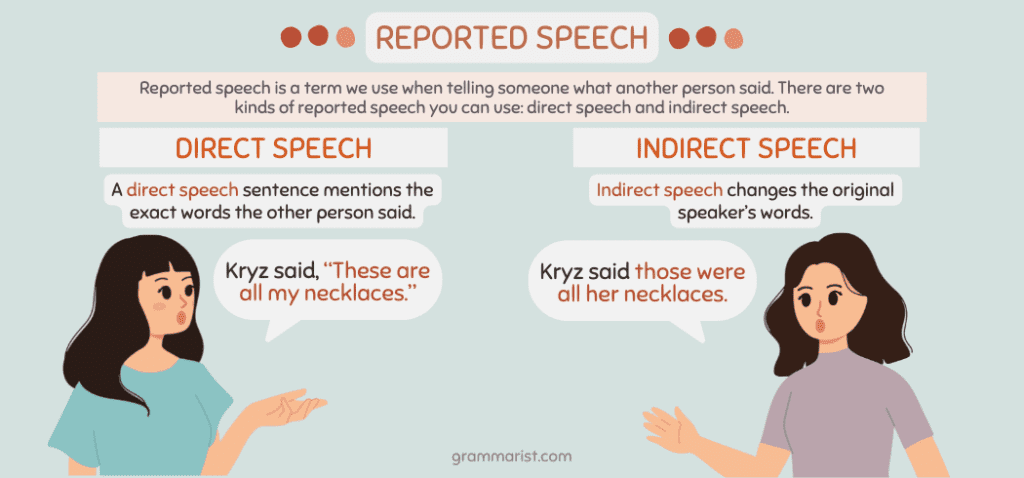 REPORTED SPEECH
Reported speech is a term we use when telling someone what another person said. There are two
kinds of reported speech you can use: direct speech and indirect speech.
DIRECT SPEECH
A direct speech sentence mentions the
exact words the other person said.
Kryz said, “These are
all my necklaces.”
INDIRECT SPEECH
Indirect speech changes the original
speaker’s words.
Kryz said those were
all her necklaces.
grammarist.com